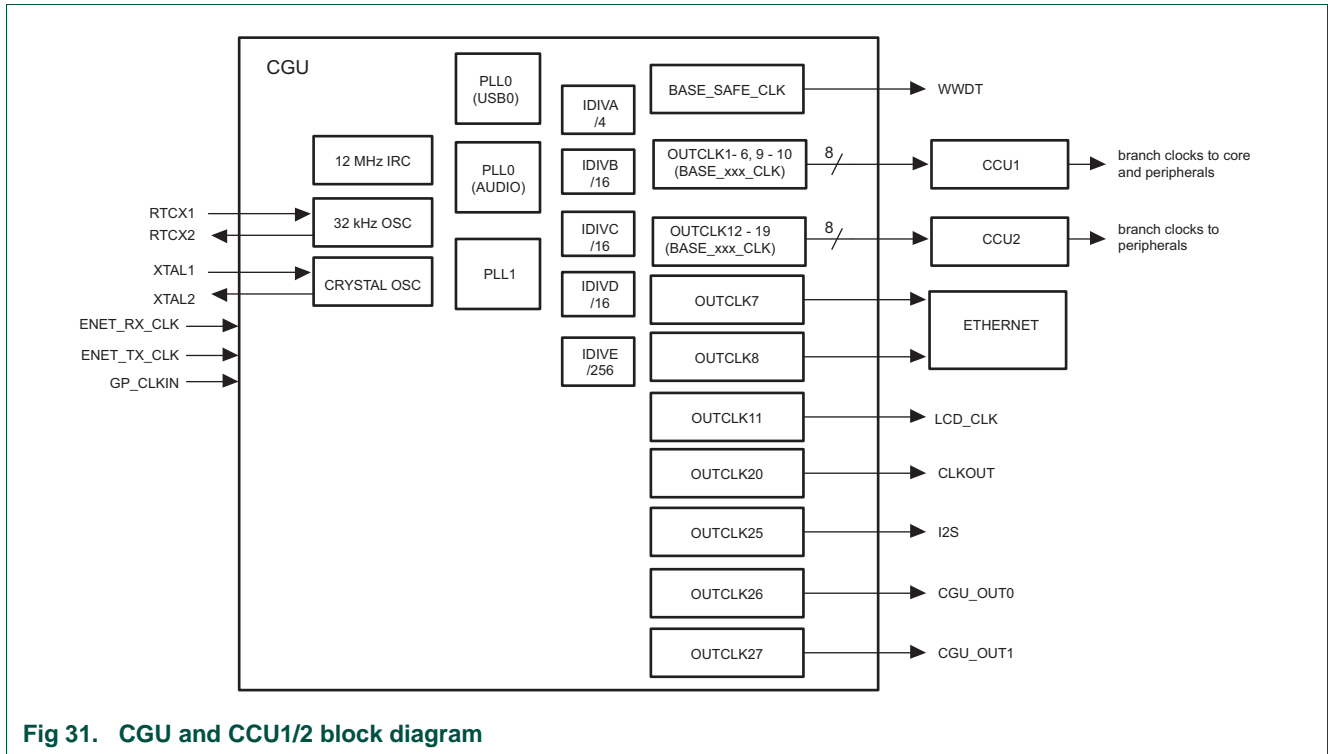 CGU
PLL0
(USB0)
IDIVA
/4
BASE_SAFE_CLK
WWDT
12 MHz IRC
PLL0
(AUDIO)
IDIVB
/16
OUTCLK1- 6, 9 - 10
(BASE_xxx_CLK)
8
CCU1
branch clocks to core
and peripherals
RTCX1
RTCX2
32 kHz OSC
IDIVC
/16
OUTCLK12 - 19
(BASE_xxx_CLK)
8
CCU2
branch clocks to
peripherals
XTAL1
XTAL2
CRYSTAL OSC
PLL1
IDIVD
/16
OUTCLK7
ETHERNET
ENET_RX_CLK
ENET_TX_CLK
GP_CLKIN
IDIVE
/256
OUTCLK8
OUTCLK11
LCD_CLK
OUTCLK20
CLKOUT
OUTCLK25
I2S
OUTCLK26
CGU_OUT0
OUTCLK27
CGU_OUT1
Fig 31. CGU and CCU1/2 block diagram